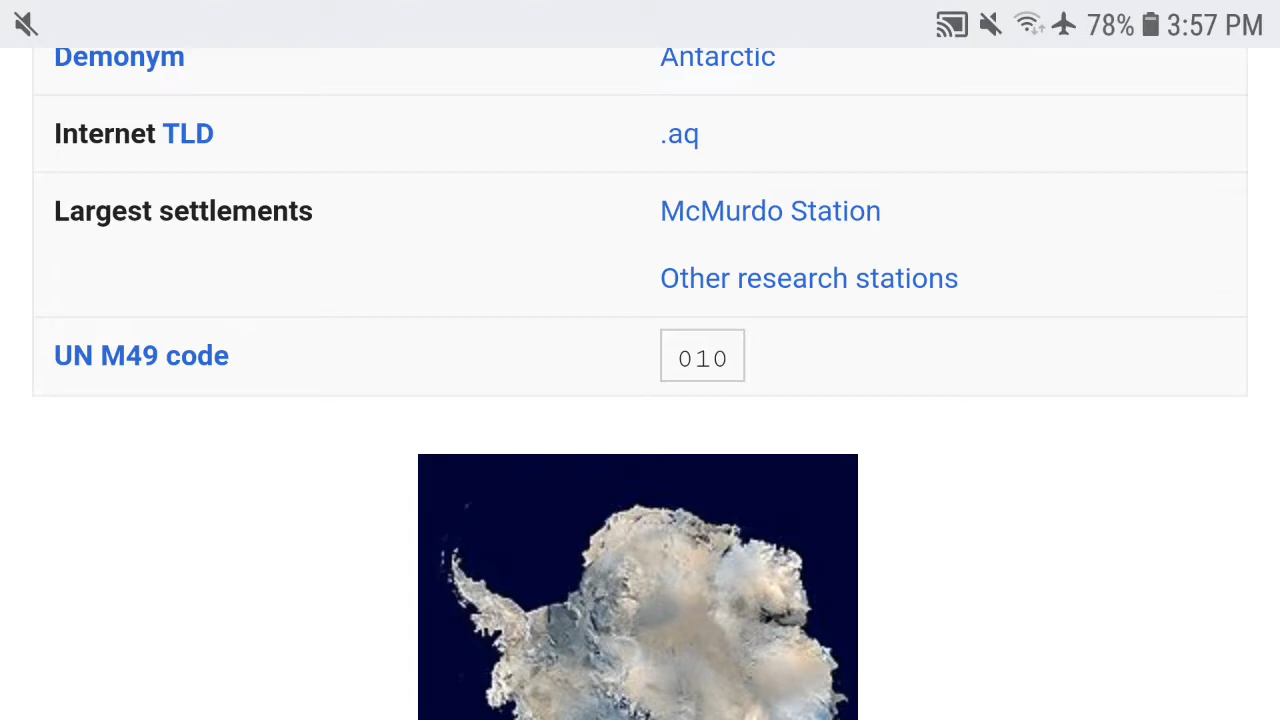 78% 3:57 PM
Demonym Antarctic
Internet TLD .aq
Largest settlements McMurdo Station
Other research stations
UN M49 code 010